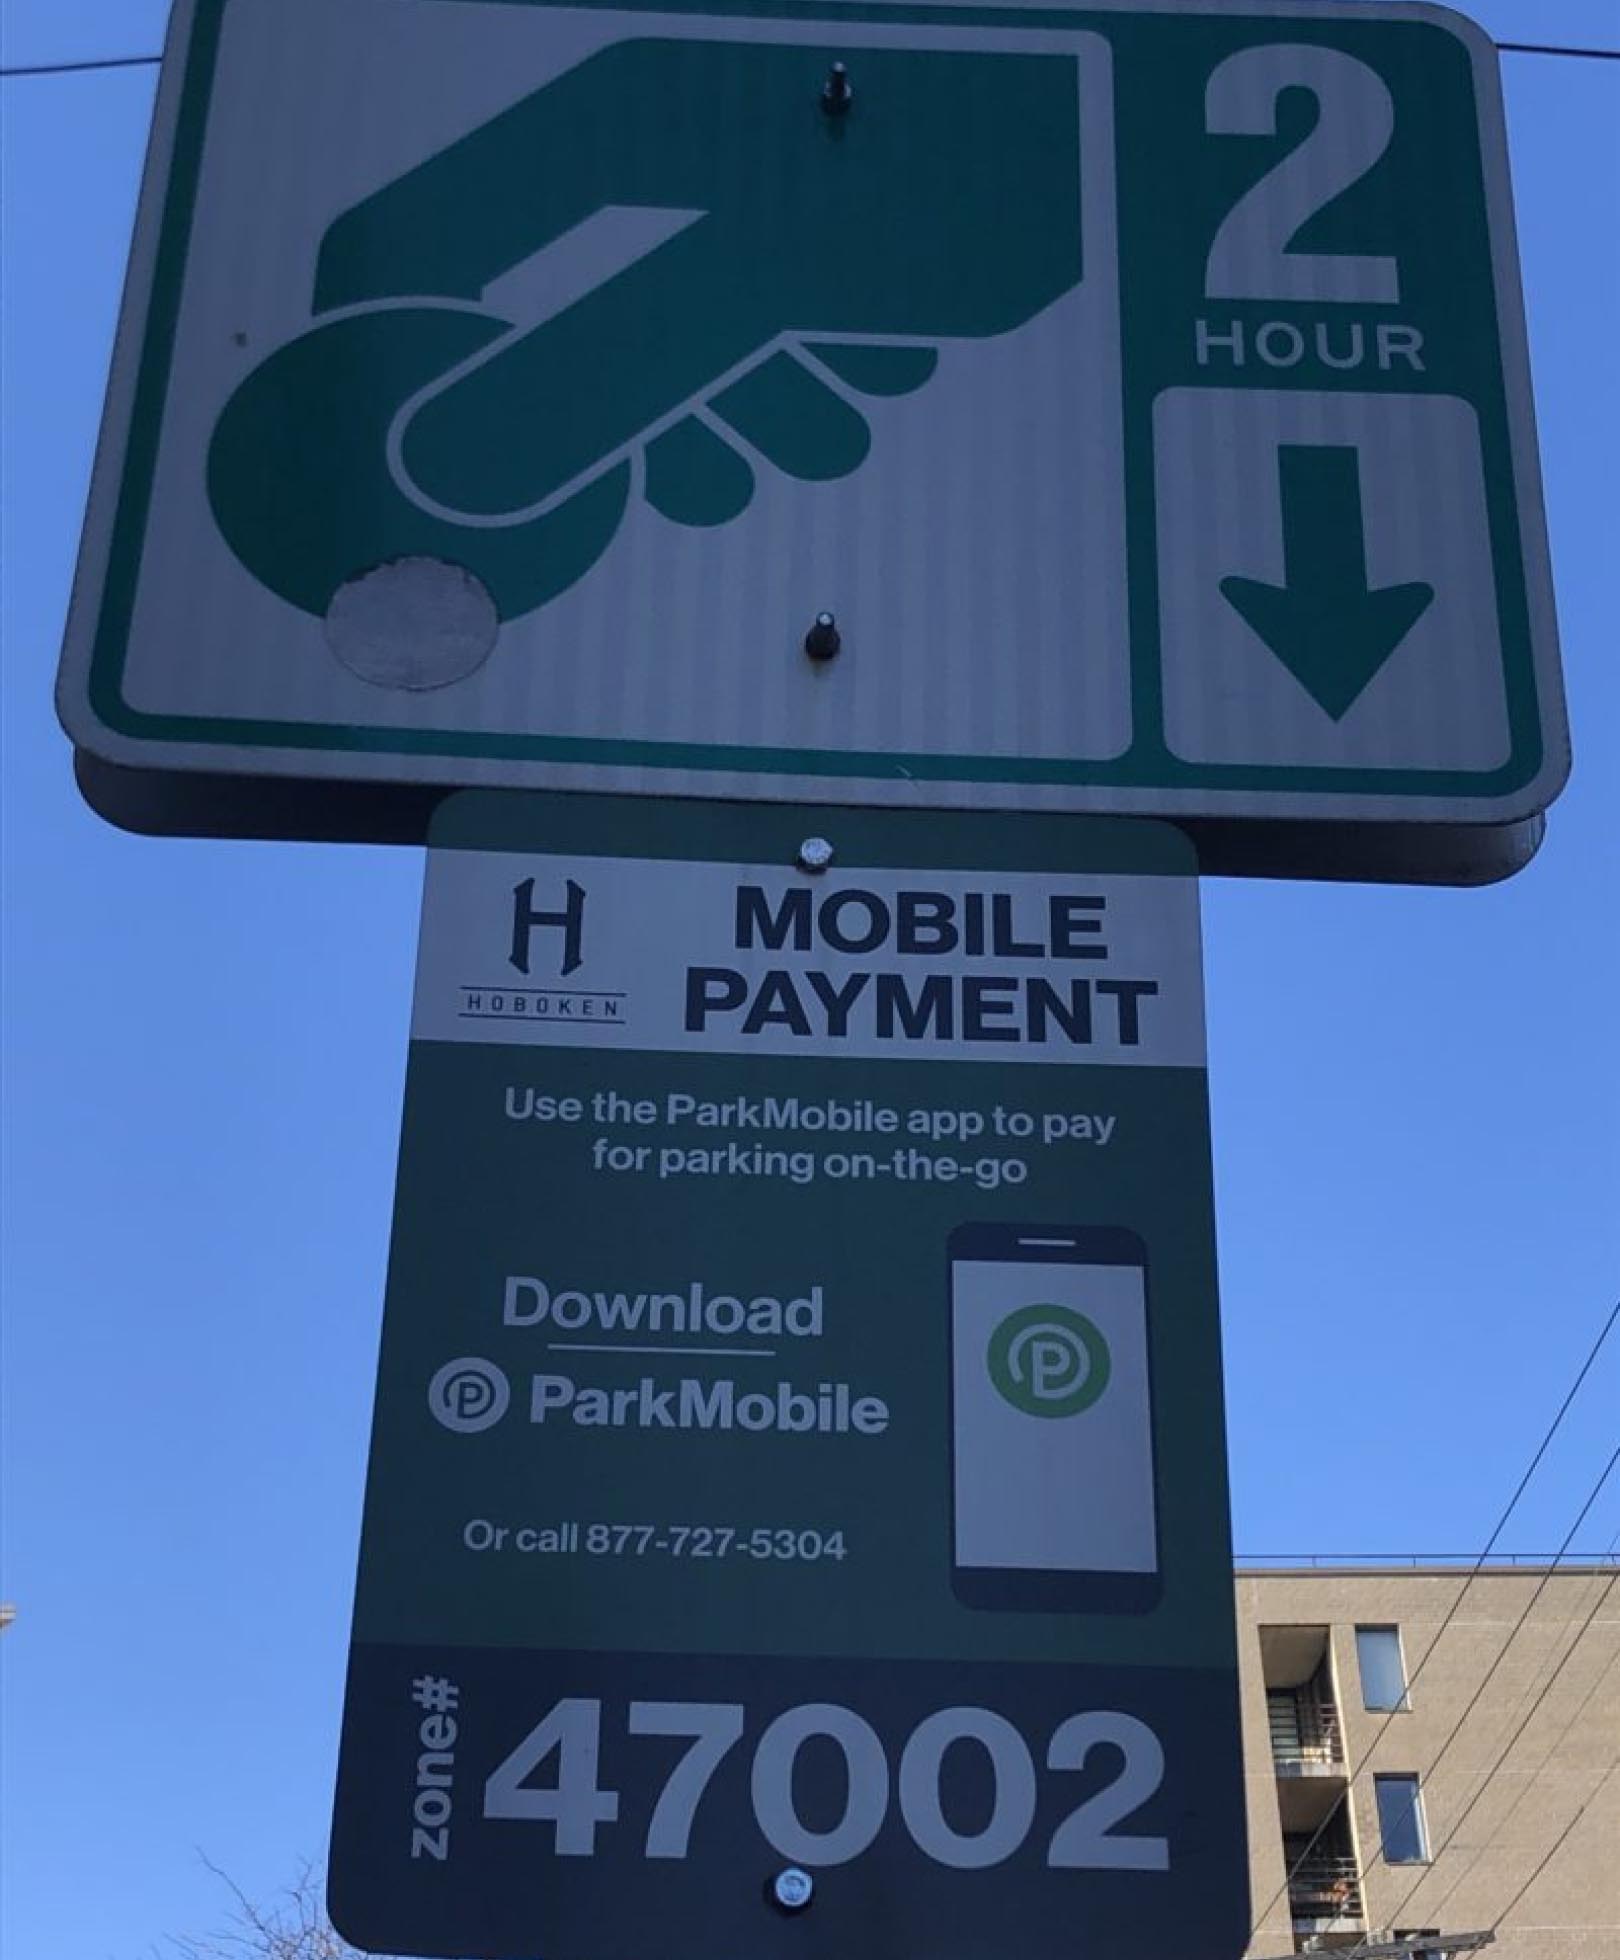 2
HOUR
H
HOBOKEN
MOBILE
PAYMENT
Use the ParkMobile app to pay
for parking on-the-go
Download
P ParkMobile
P
Or call 877-727-5304
zone#
47002